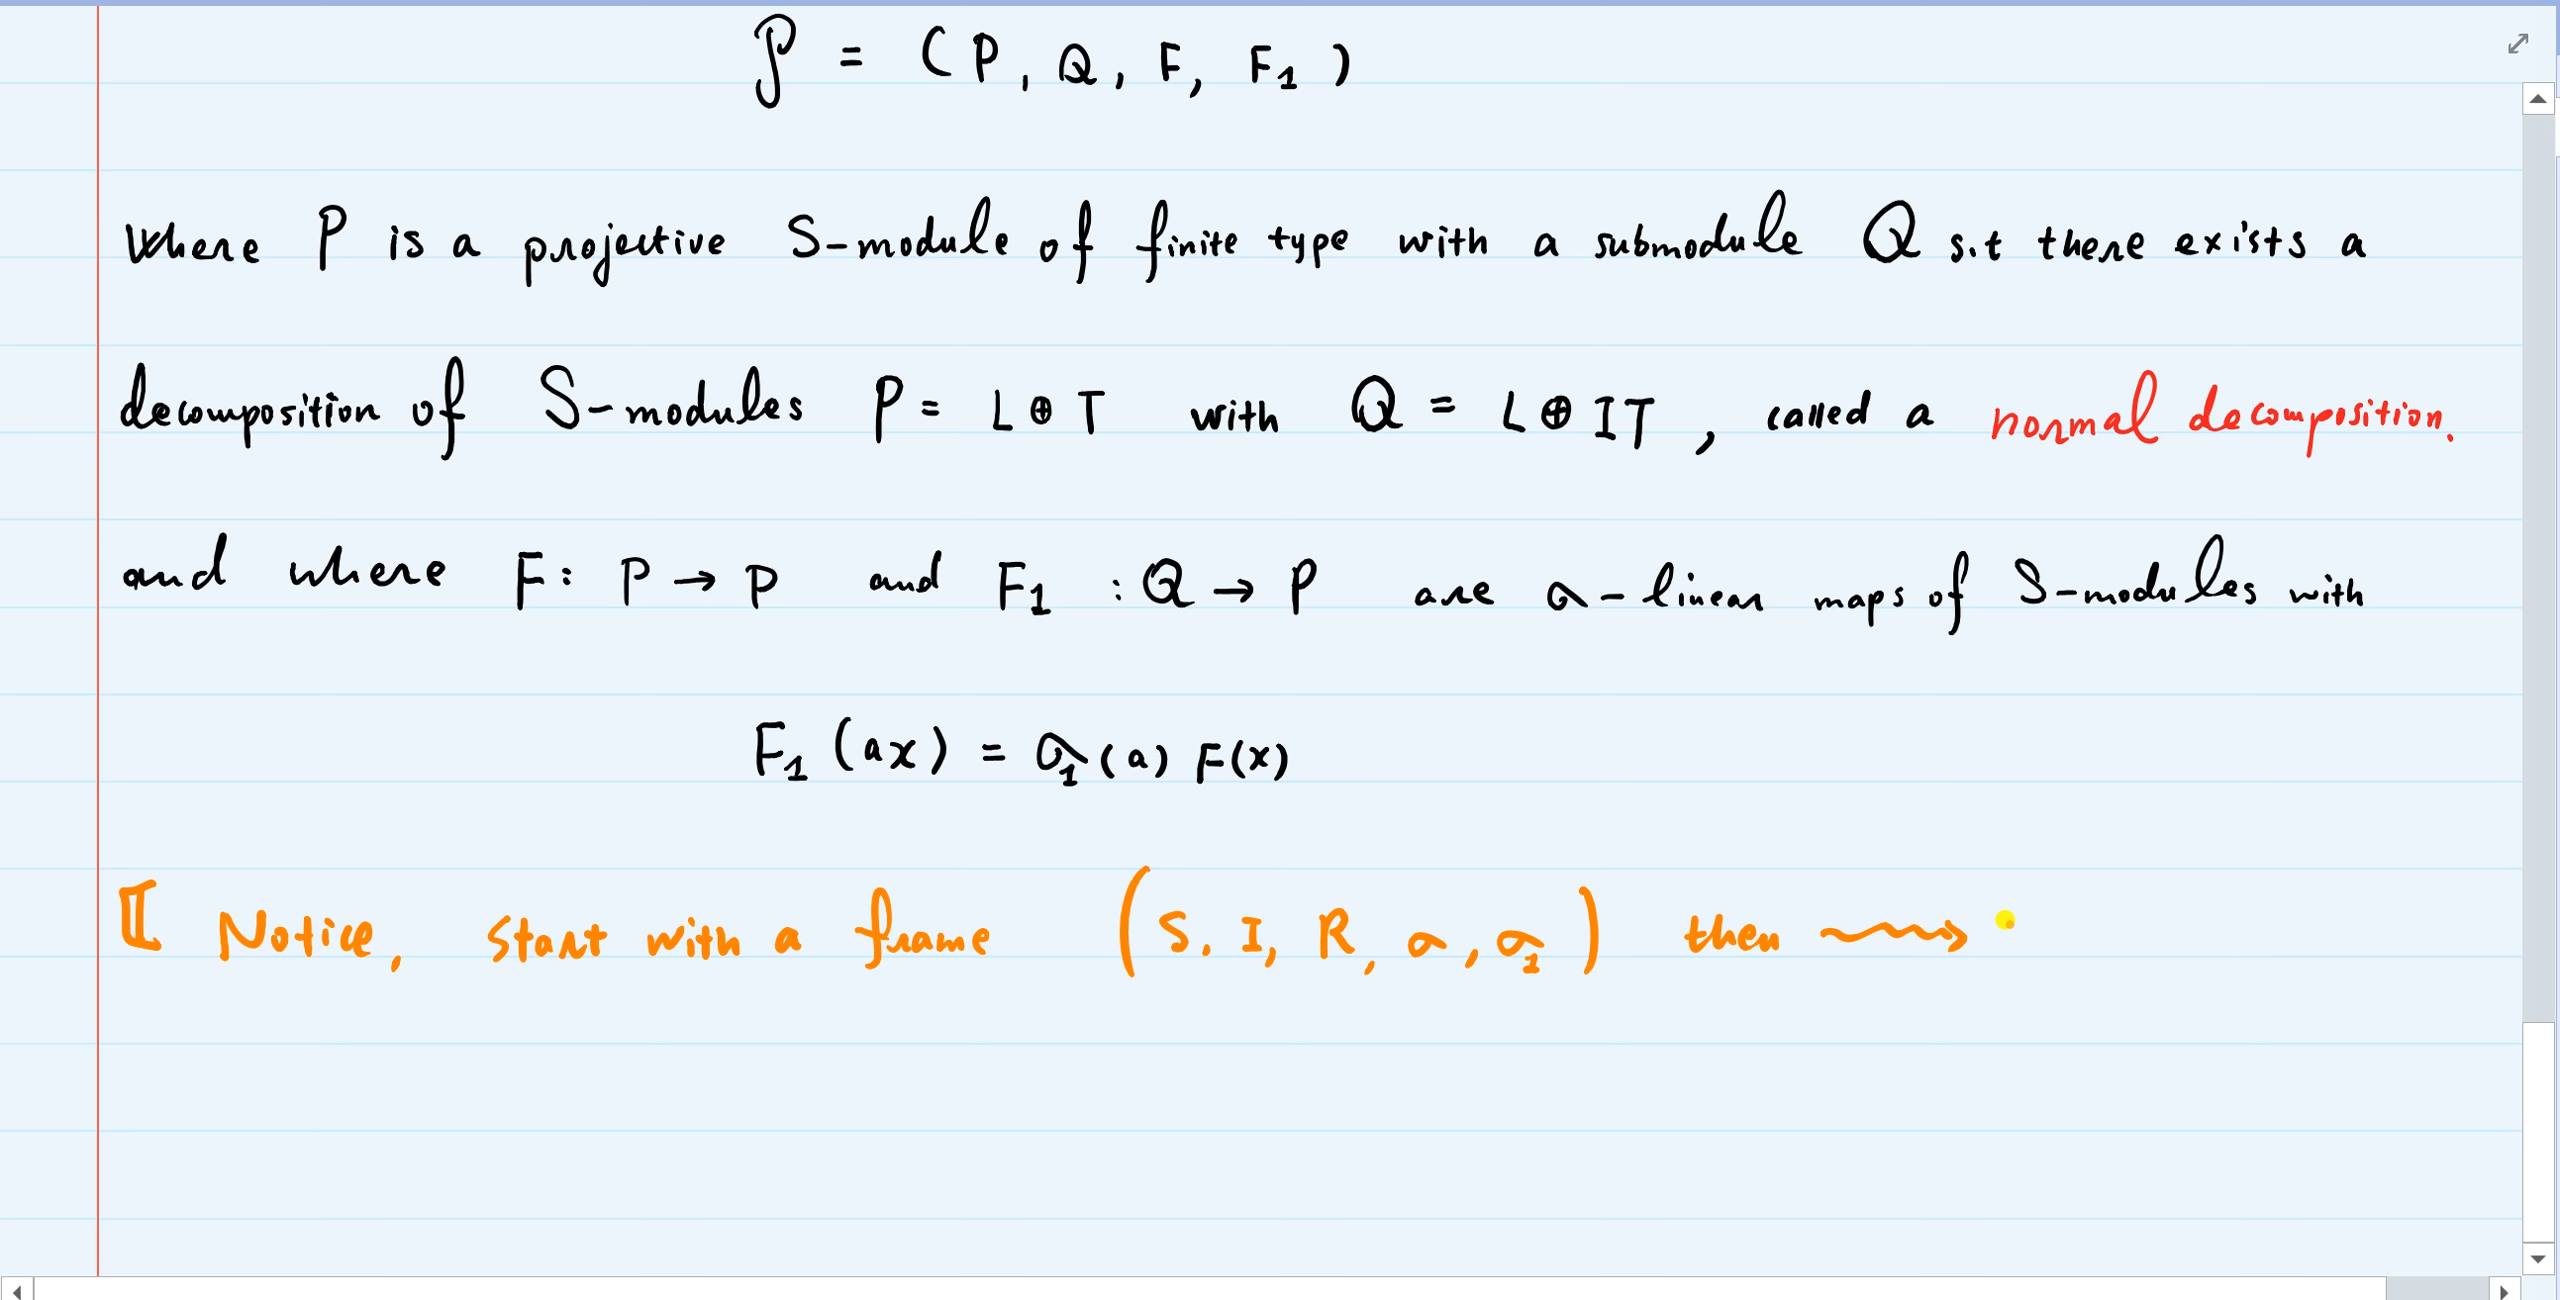 𝒫 = (P, Q, F, F₁)
Where P is a projective S-module of finite type with a submodule Q s.t there exists a
decomposition of S-modules P = L ⊕ T with Q = L ⊕ IT, called a normal decomposition.
and where F: P → P and F₁ : Q → P are σ-linear maps of S-modules with
F₁(ax) = σ₁(a) F(x)
[ Notice, start with a frame (S, I, R, σ, σ₁) then ⇝